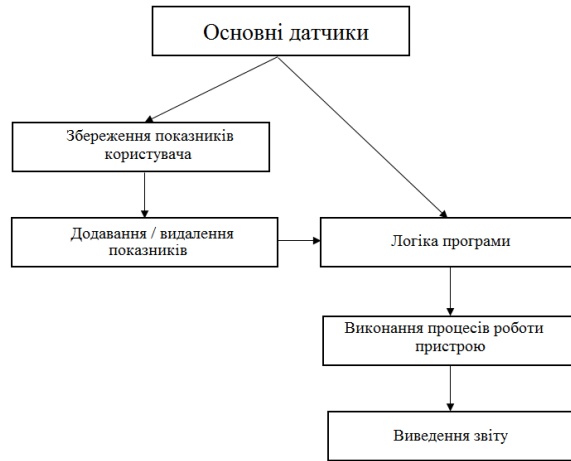 Основні датчики
Збереження показників
користувача
Додавання / видалення
показників
Логіка програми
Виконання процесів роботи
пристрою
Виведення звіту